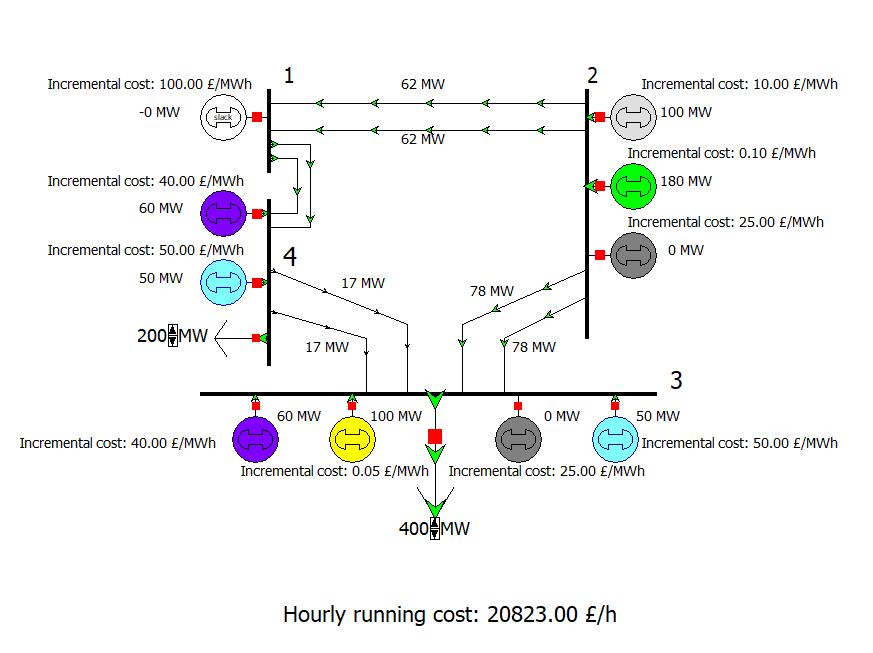 1
2
Incremental cost: 100.00 £/MWh
62 MW
Incremental cost: 10.00 £/MWh
-0 MW
slack
100 MW
62 MW
Incremental cost: 0.10 £/MWh
Incremental cost: 40.00 £/MWh
180 MW
60 MW
Incremental cost: 25.00 £/MWh
Incremental cost: 50.00 £/MWh
4
0 MW
50 MW
17 MW
78 MW
200 MW
17 MW
78 MW
3
60 MW
100 MW
0 MW
50 MW
Incremental cost: 40.00 £/MWh
Incremental cost: 50.00 £/MWh
Incremental cost: 0.05 £/MWh
Incremental cost: 25.00 £/MWh
400 MW
Hourly running cost: 20823.00 £/h